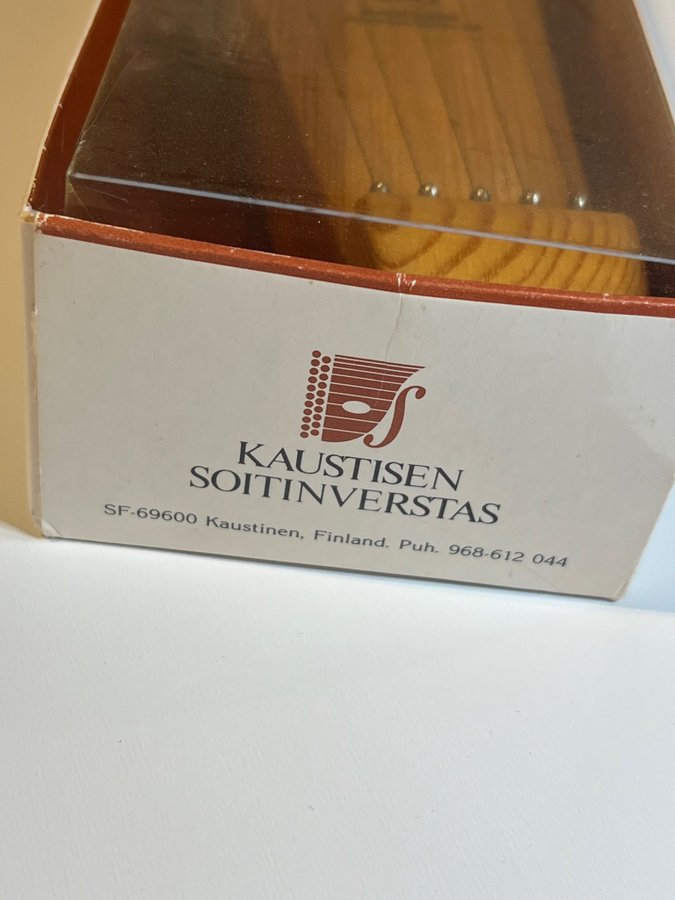 KAUSTISEN
SOITINVERSTAS
SF-69600 Kaustinen, Finland. Puh. 968-612 044